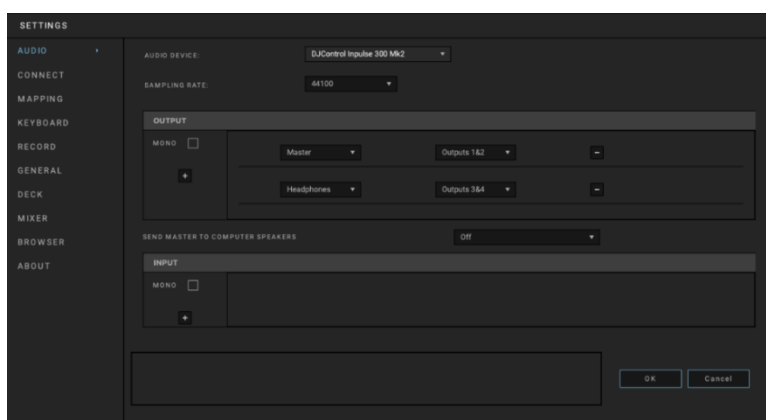 SETTINGS
AUDIO
CONNECT
MAPPING
KEYBOARD
RECORD
GENERAL
DECK
MIXER
BROWSER
ABOUT
AUDIO DEVICE: DJControl Inpulse 300 Mk2
SAMPLING RATE: 44100
OUTPUT
MONO
+
Master Outputs 1&2 -
Headphones Outputs 3&4 -
SEND MASTER TO COMPUTER SPEAKERS Off
INPUT
MONO
+
OK Cancel